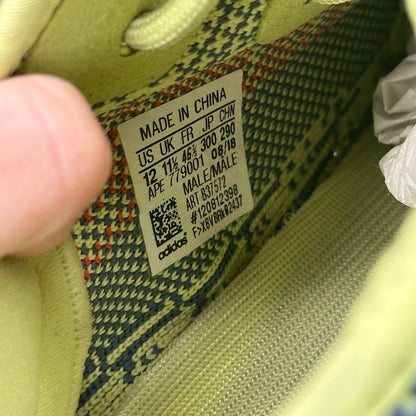 MADE IN CHINA
US UK FR JP CHN
12 11½ 46⅔ 300 290
APE 779001 08/18
MALE/MALE
ART B37572
#120812398
F>X8V8RK02437
adidas